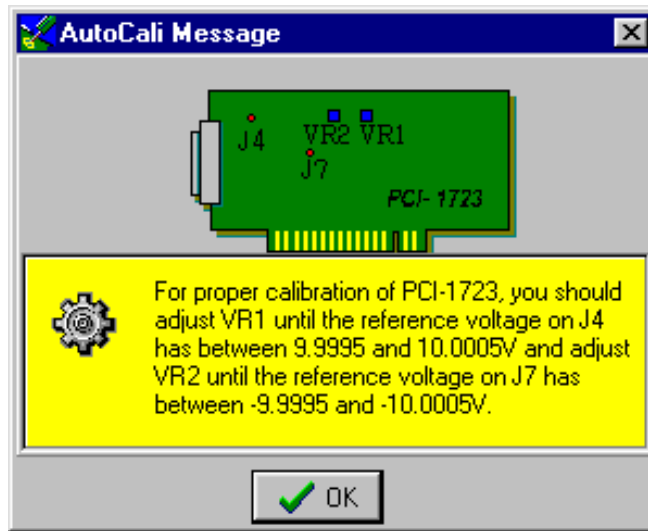 AutoCali Message
J4 VR2 VR1
J7
PCI- 1723
For proper calibration of PCI-1723, you should
adjust VR1 until the reference voltage on J4
has between 9.9995 and 10.0005V and adjust
VR2 until the reference voltage on J7 has
between -9.9995 and -10.0005V.
OK